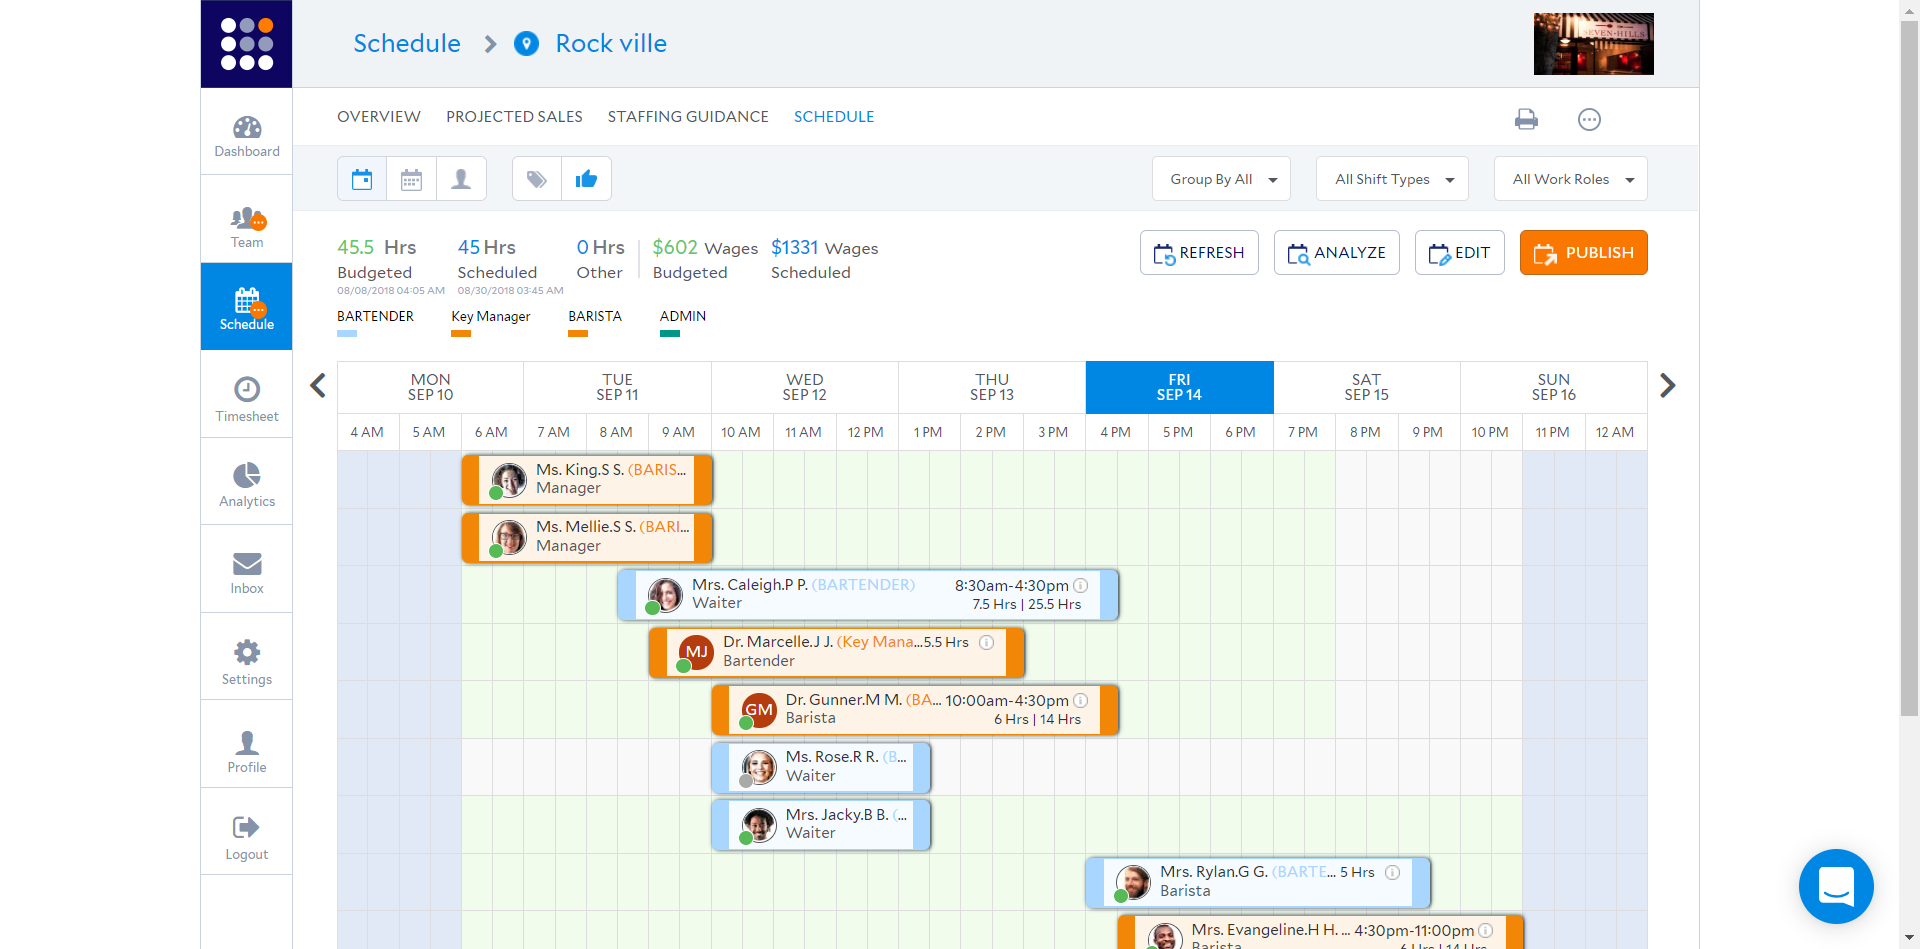 Schedule
Rock ville
SEVEN·HILLS
OVERVIEW PROJECTED SALES STAFFING GUIDANCE SCHEDULE
Group By All
All Shift Types
All Work Roles
45.5 Hrs
Budgeted
08/08/2018 04:05 AM
45 Hrs
Scheduled
08/30/2018 03:45 AM
0 Hrs
Other
$602 Wages
Budgeted
$1331 Wages
Scheduled
REFRESH
ANALYZE
EDIT
PUBLISH
BARTENDER
Key Manager
BARISTA
ADMIN
MON
SEP 10
TUE
SEP 11
WED
SEP 12
THU
SEP 13
FRI
SEP 14
SAT
SEP 15
SUN
SEP 16
4 AM 5 AM 6 AM 7 AM 8 AM 9 AM 10 AM 11 AM 12 PM 1 PM 2 PM 3 PM 4 PM 5 PM 6 PM 7 PM 8 PM 9 PM 10 PM 11 PM 12 AM
Ms. King.S S. (BARIS...
Manager
Ms. Mellie.S S. (BARI...
Manager
Mrs. Caleigh.P P. (BARTENDER) 8:30am-4:30pm
Waiter 7.5 Hrs | 25.5 Hrs
MJ
Dr. Marcelle.J J. (Key Mana... 5.5 Hrs
Bartender
GM
Dr. Gunner.M M. (BA... 10:00am-4:30pm
Barista 6 Hrs | 14 Hrs
Ms. Rose.R R. (B...
Waiter
Mrs. Jacky.B B. (...
Waiter
Mrs. Rylan.G G. (BARTE... 5 Hrs
Barista
Mrs. Evangeline.H H. ... 4:30pm-11:00pm
Barista 6 Hrs | 14 Hrs
Dashboard
Team
Schedule
Timesheet
Analytics
Inbox
Settings
Profile
Logout